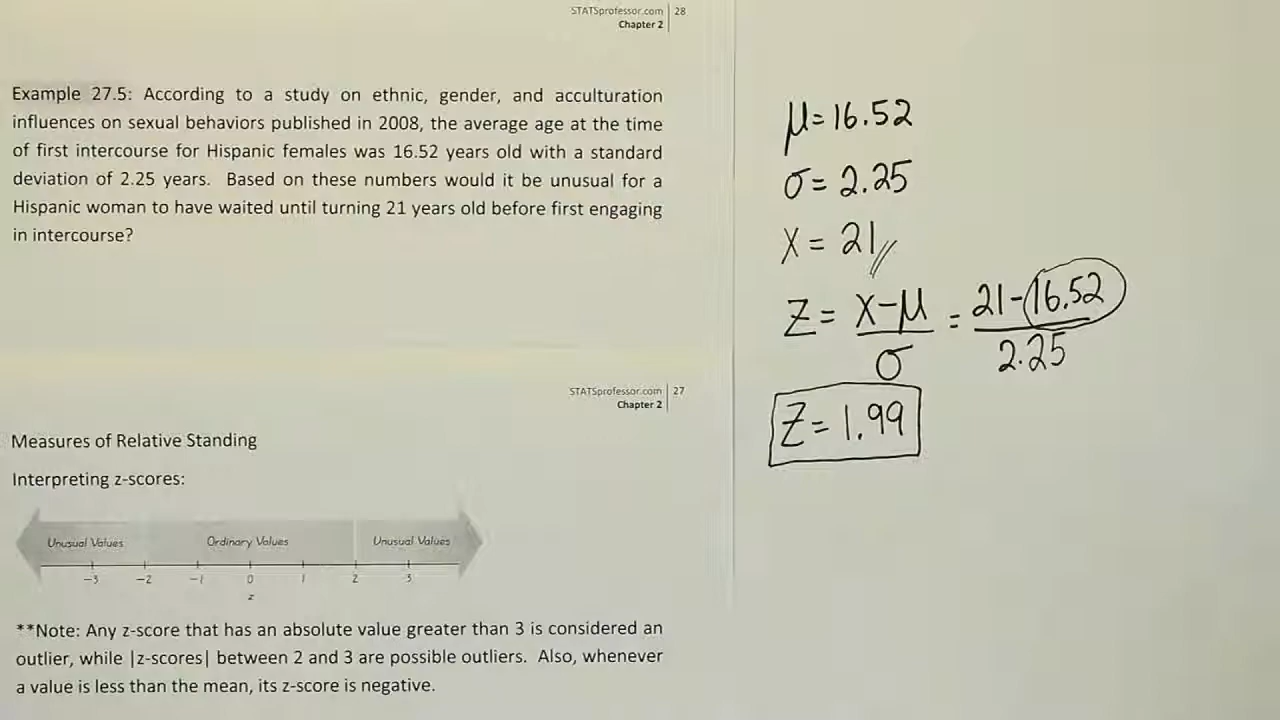 STATSprofessor.com 28
Chapter 2
Example 27.5: According to a study on ethnic, gender, and acculturation
influences on sexual behaviors published in 2008, the average age at the time
of first intercourse for Hispanic females was 16.52 years old with a standard
deviation of 2.25 years. Based on these numbers would it be unusual for a
Hispanic woman to have waited until turning 21 years old before first engaging
in intercourse?
STATSprofessor.com 27
Chapter 2
Measures of Relative Standing
Interpreting z-scores:
Unusual Values Ordinary Values Unusual Values
-3 -2 -1 0 1 2 3
z
**Note: Any z-score that has an absolute value greater than 3 is considered an
outlier, while |z-scores| between 2 and 3 are possible outliers. Also, whenever
a value is less than the mean, its z-score is negative.
μ=16.52
σ=2.25
X=21
Z=X-μ/σ=21-16.52/2.25
Z=1.99